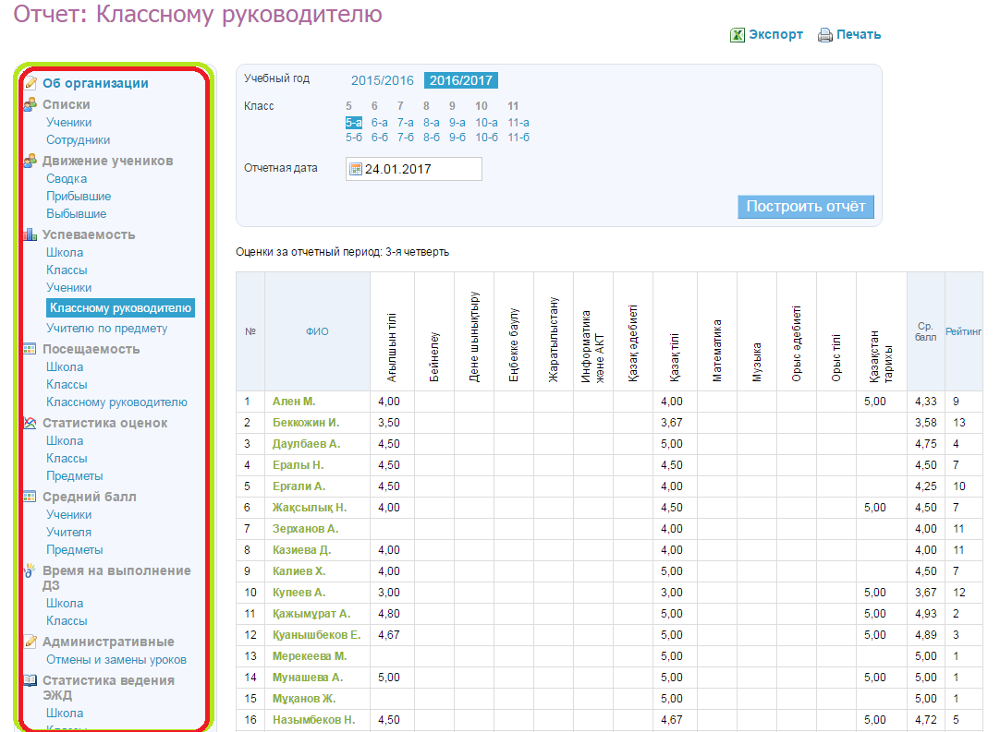 Отчет: Классному руководителю
Экспорт Печать
Об организации
Списки
Ученики
Сотрудники
Движение учеников
Сводка
Прибывшие
Выбывшие
Успеваемость
Школа
Классы
Ученики
Классному руководителю
Учителю по предмету
Посещаемость
Школа
Классы
Классному руководителю
Статистика оценок
Школа
Классы
Предметы
Средний балл
Ученики
Учителя
Предметы
Время на выполнение
ДЗ
Школа
Классы
Административные
Отмены и замены уроков
Статистика ведения
ЭЖД
Школа
Классы
Учебный год 2015/2016 2016/2017
Класс 5 6 7 8 9 10 11
5-а 6-а 7-а 8-а 9-а 10-а 11-а
5-б 6-б 7-б 8-б 9-б 10-б 11-б
Отчетная дата 24.01.2017
Построить отчёт
Оценки за отчетный период: 3-я четверть
№ ФИО Ағылшын тілі Бейнелеу Дене шынықтыру Еңбекке баулу Жаратылыстану Информатика және АКТ Қазақ әдебиеті Қазақ тілі Математика Музыка Орыс әдебиеті Орыс тілі Қазақстан тарихы Ср. балл Рейтинг
1 Ален М. 4,00 4,00 5,00 4,33 9
2 Беккожин И. 3,50 3,67 3,58 13
3 Даулбаев А. 4,50 5,00 4,75 4
4 Ералы Н. 4,50 4,50 4,50 7
5 Ерғали А. 4,50 4,00 4,25 10
6 Жақсылық Н. 4,00 4,50 5,00 4,50 7
7 Зерханов А. 4,00 4,00 11
8 Казиева Д. 4,00 4,00 4,00 11
9 Калиев Х. 4,00 5,00 4,50 7
10 Купеев А. 3,00 3,00 5,00 3,67 12
11 Қажымұрат А. 4,80 5,00 5,00 4,93 2
12 Қуанышбеков Е. 4,67 5,00 5,00 4,89 3
13 Мерекеева М. 5,00 5,00 1
14 Мунашева А. 5,00 5,00 5,00 5,00 1
15 Мұқанов Ж. 5,00 5,00 1
16 Назымбеков Н. 4,50 4,67 5,00 4,72 5